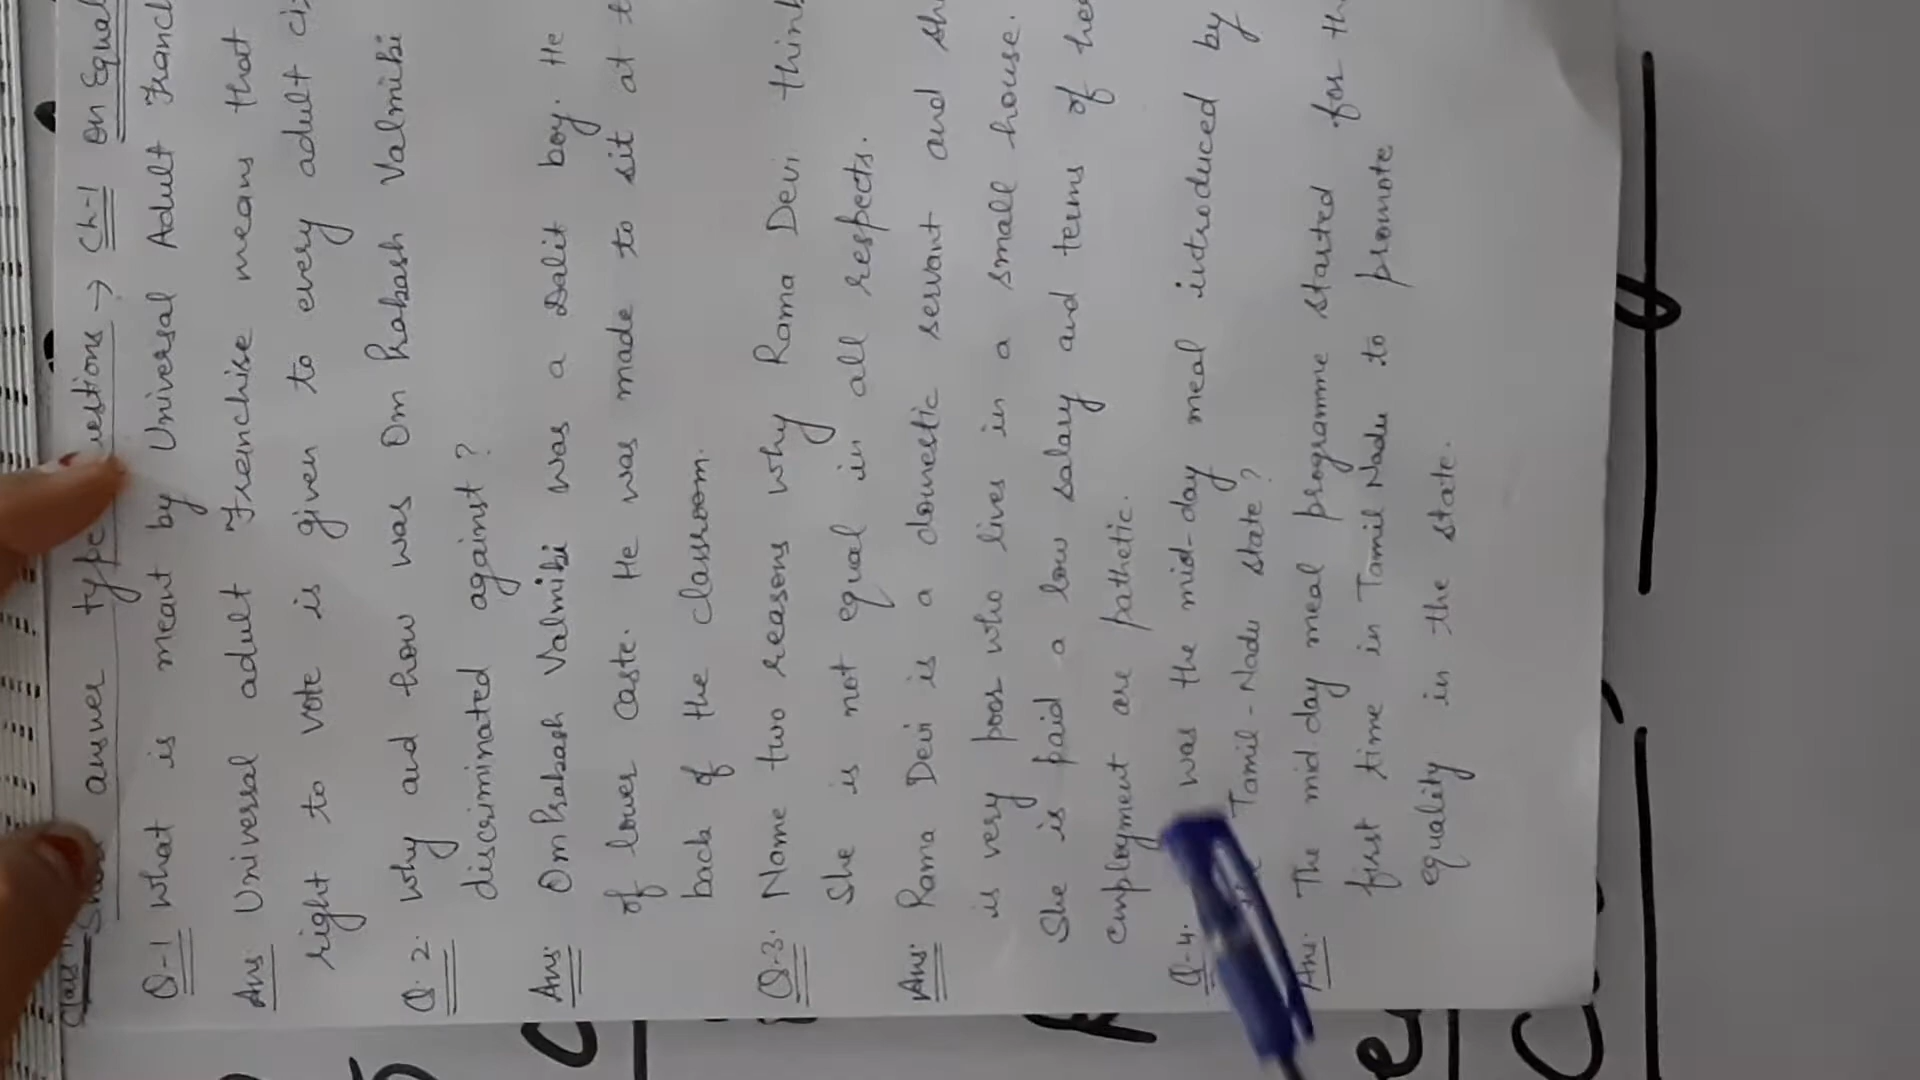 answer type questions → Ch-1 On Equal
Q-1 What is meant by Universal Adult Franch
Ans: Universal adult Frenchise means that
right to vote is given to every adult ci
Q.2. Why and how was Om Prakash Valmiki
discriminated against?
Ans: Om Prakash Valmiki was a Dalit boy. He
of lower caste. He was made to sit at t
back of the classroom.
Q.3. Name two reasons why Rama Devi think
She is not equal in all respects.
Ans: Rama Devi is a domestic servant and sh
is very poor who lives in a small house.
She is paid a low salary and terms of he
employment are pathetic.
Q-4. was the mid-day meal introduced by
Tamil-Nadu state?
Ans: The mid day meal programe started for th
first time in Tamil Nadu to promote
equality in the state.